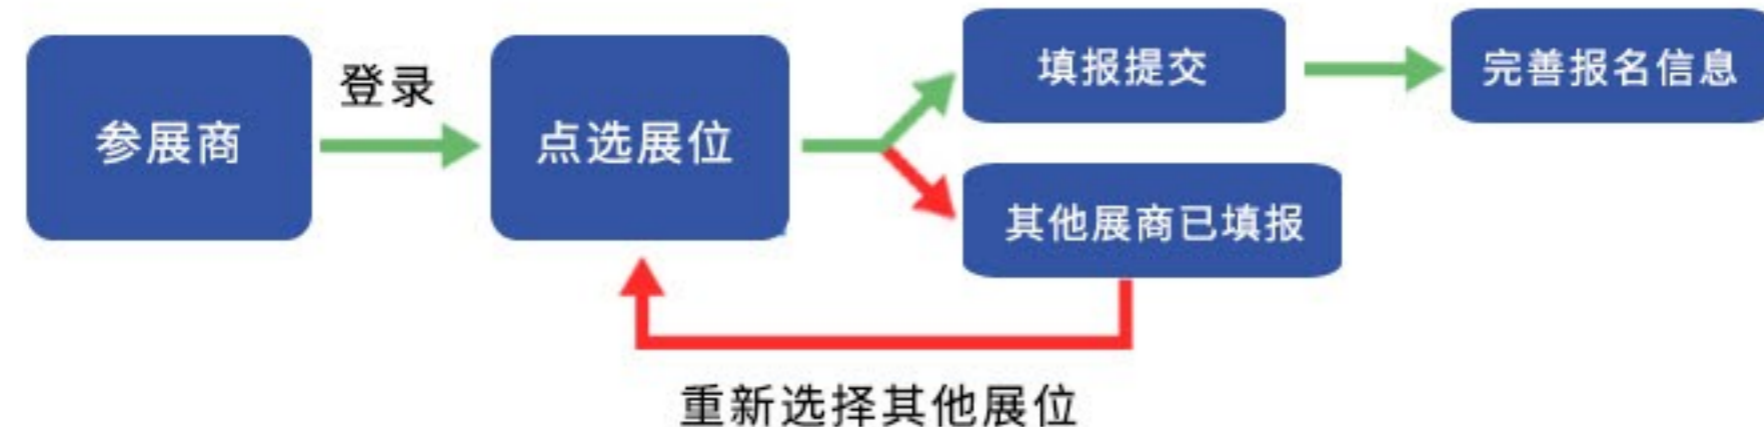 参展商
登录
点选展位
填报提交
完善报名信息
其他展商已填报
重新选择其他展位